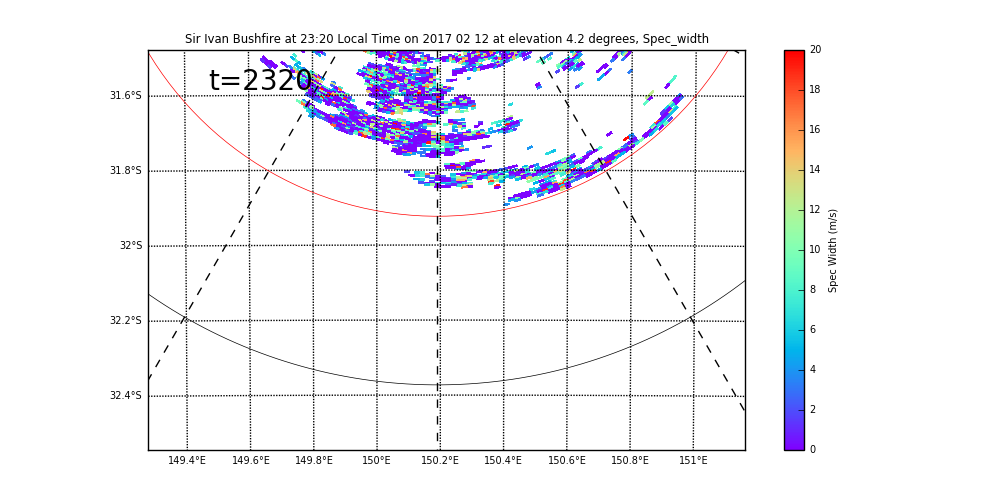 Sir Ivan Bushfire at 23:20 Local Time on 2017 02 12 at elevation 4.2 degrees, Spec_width
t=2320
31.6°S
31.8°S
32°S
32.2°S
32.4°S
149.4°E 149.6°E 149.8°E 150°E 150.2°E 150.4°E 150.6°E 150.8°E 151°E
20
18
16
14
12
10
8
6
4
2
0
Spec Width (m/s)